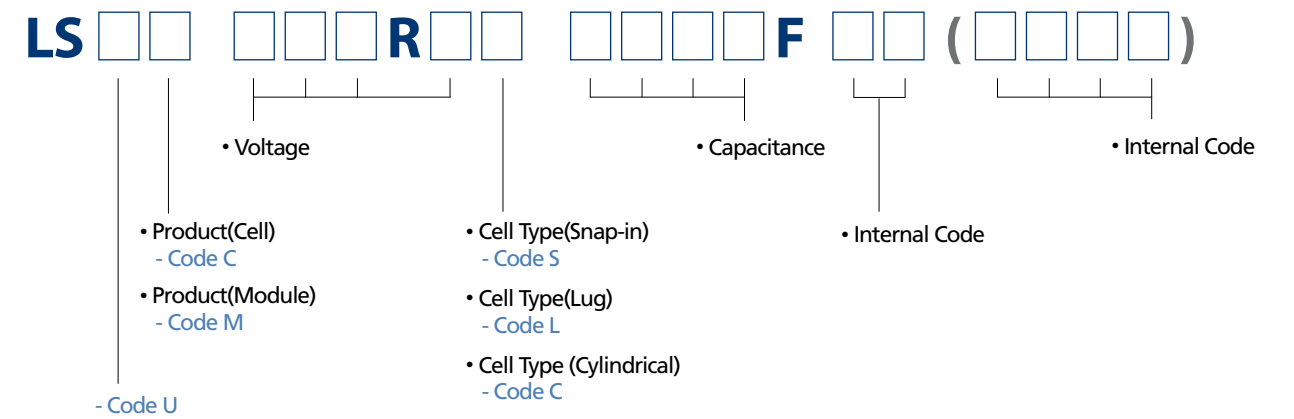 LS□□ □□□R□□ □□□□F □□ (□□□□)
• Voltage
• Capacitance
• Internal Code
• Product(Cell)
- Code C
• Product(Module)
- Code M
- Code U
• Cell Type(Snap-in)
- Code S
• Cell Type(Lug)
- Code L
• Cell Type (Cylindrical)
- Code C
• Internal Code